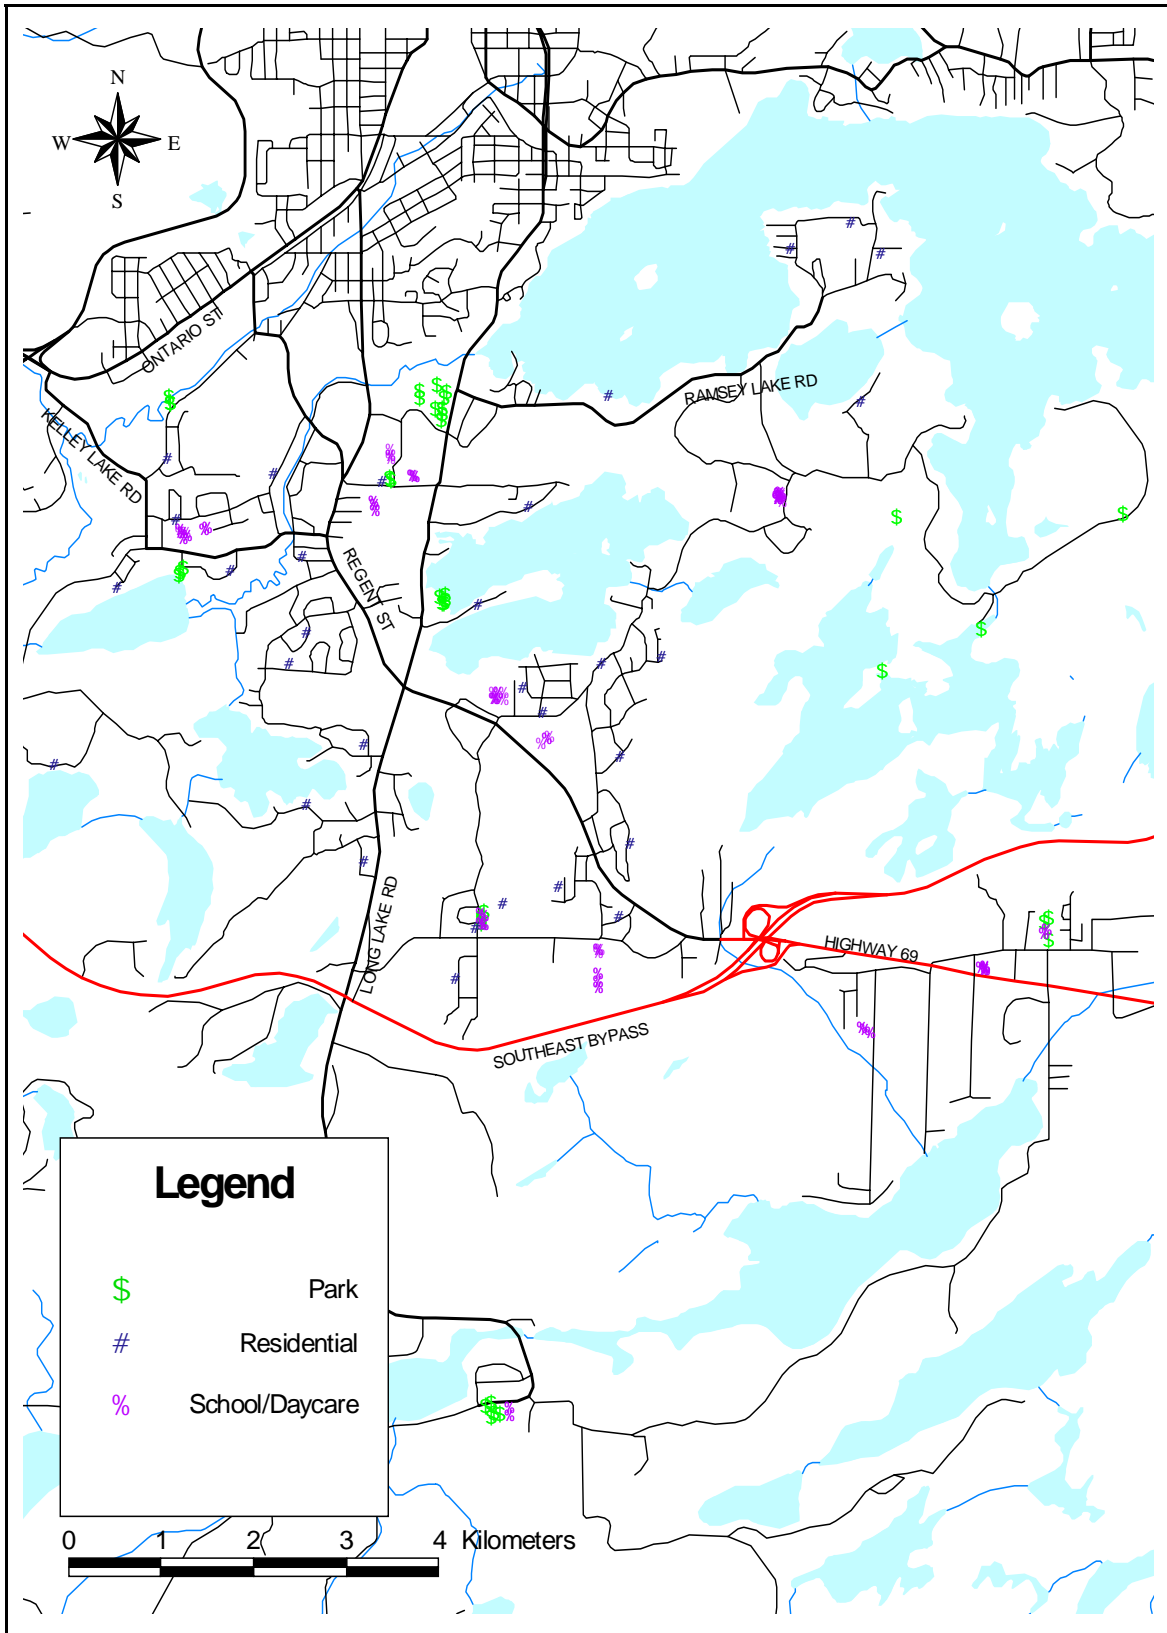 N
W E
S
ONTARIO ST
KELLEY LAKE RD
RAMSEY LAKE RD
REGENT ST
LONG LAKE RD
HIGHWAY 69
SOUTHEAST BYPASS
Legend
$ Park
# Residential
% School/Daycare
0 1 2 3 4 Kilometers